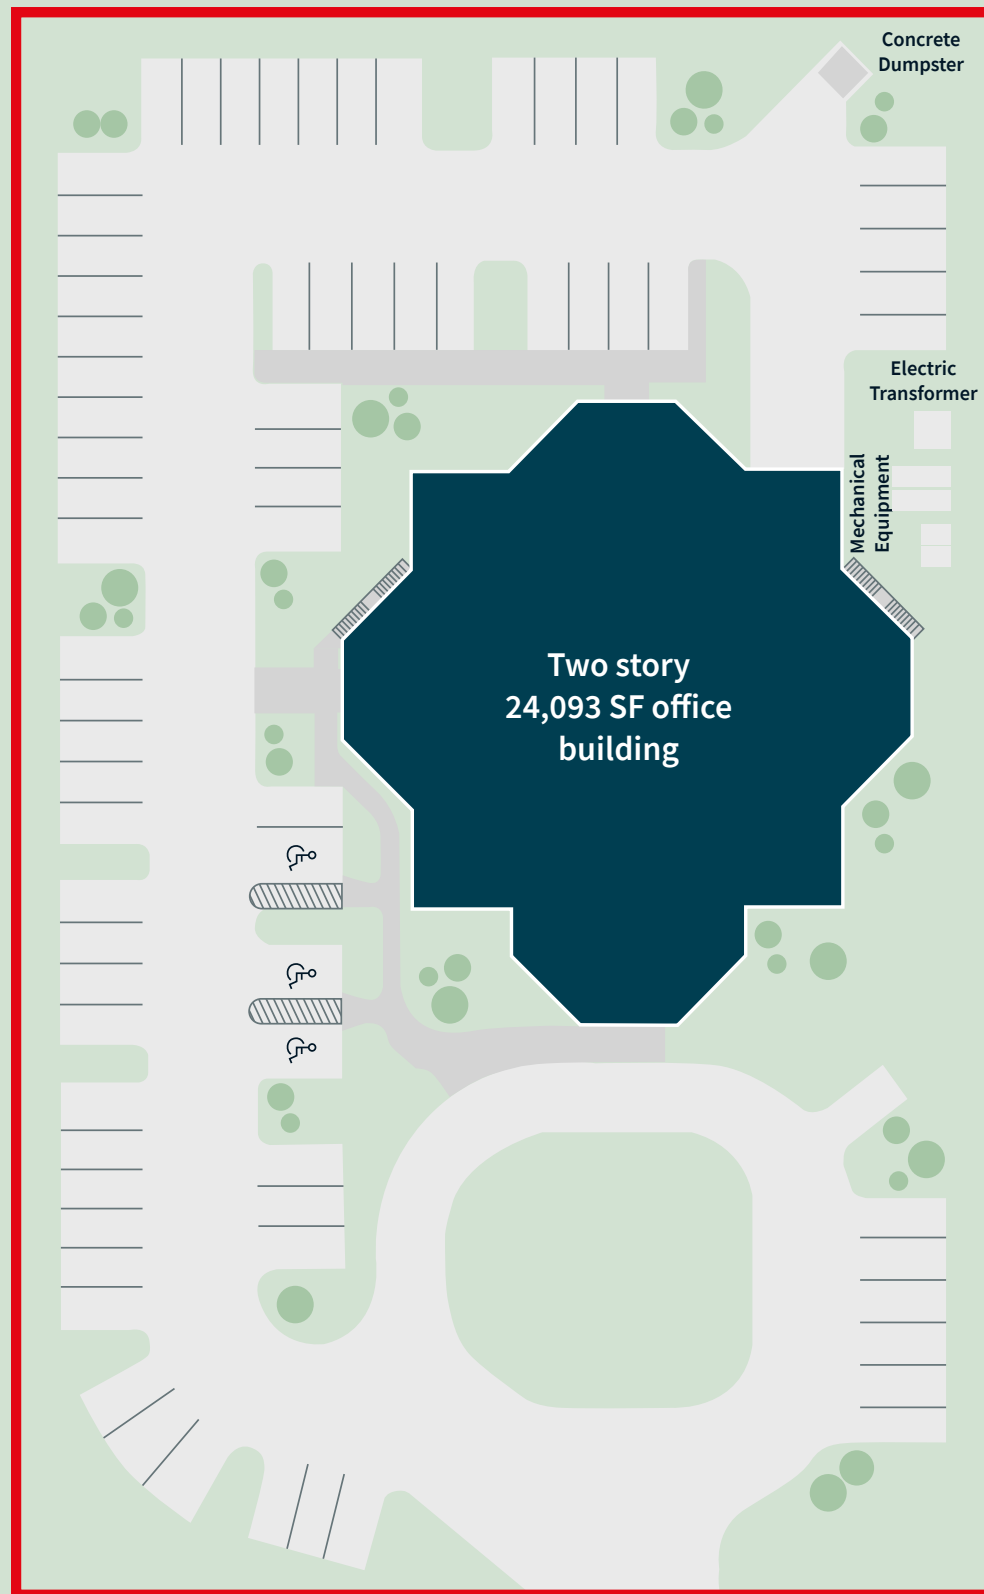 Concrete
Dumpster
Electric
Transformer
Mechanical
Equipment
Two story
24,093 SF office
building